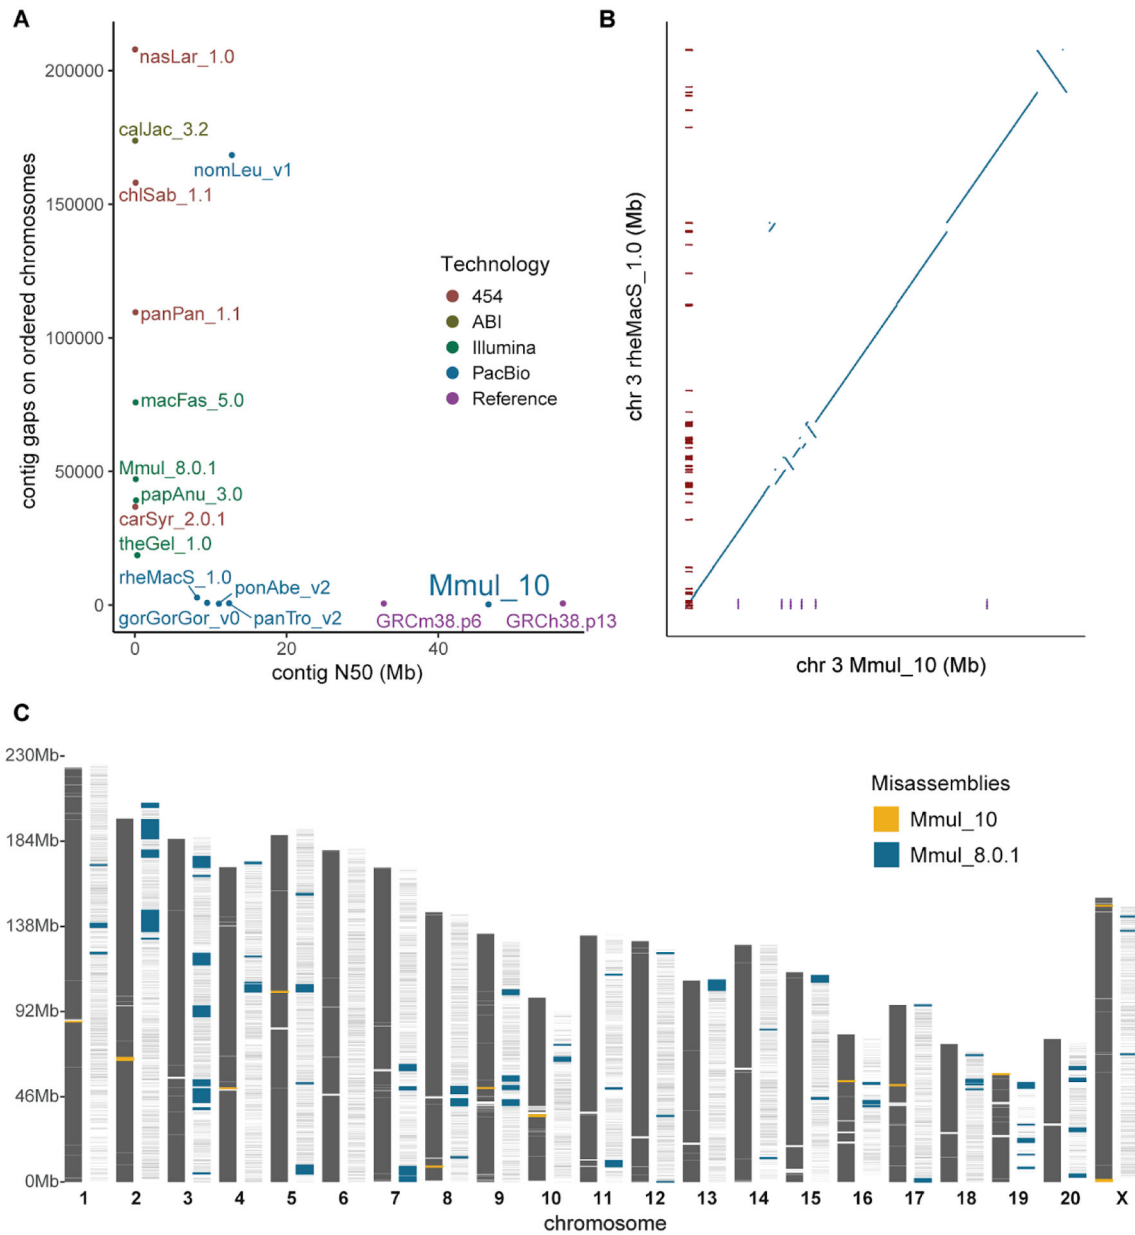 A
contig gaps on ordered chromosomes
200000
150000
100000
50000
0
nasLar_1.0
calJac_3.2
nomLeu_v1
chlSab_1.1
panPan_1.1
macFas_5.0
Mmul_8.0.1
papAnu_3.0
carSyr_2.0.1
theGel_1.0
rheMacS_1.0
ponAbe_v2
gorGorGor_v0
panTro_v2
Mmul_10
GRCm38.p6
GRCh38.p13
Technology
454
ABI
Illumina
PacBio
Reference
0 20 40
contig N50 (Mb)
B
chr 3 rheMacS_1.0 (Mb)
chr 3 Mmul_10 (Mb)
C
230Mb-
184Mb-
138Mb-
92Mb-
46Mb-
0Mb-
Misassemblies
Mmul_10
Mmul_8.0.1
1 2 3 4 5 6 7 8 9 10 11 12 13 14 15 16 17 18 19 20 X
chromosome